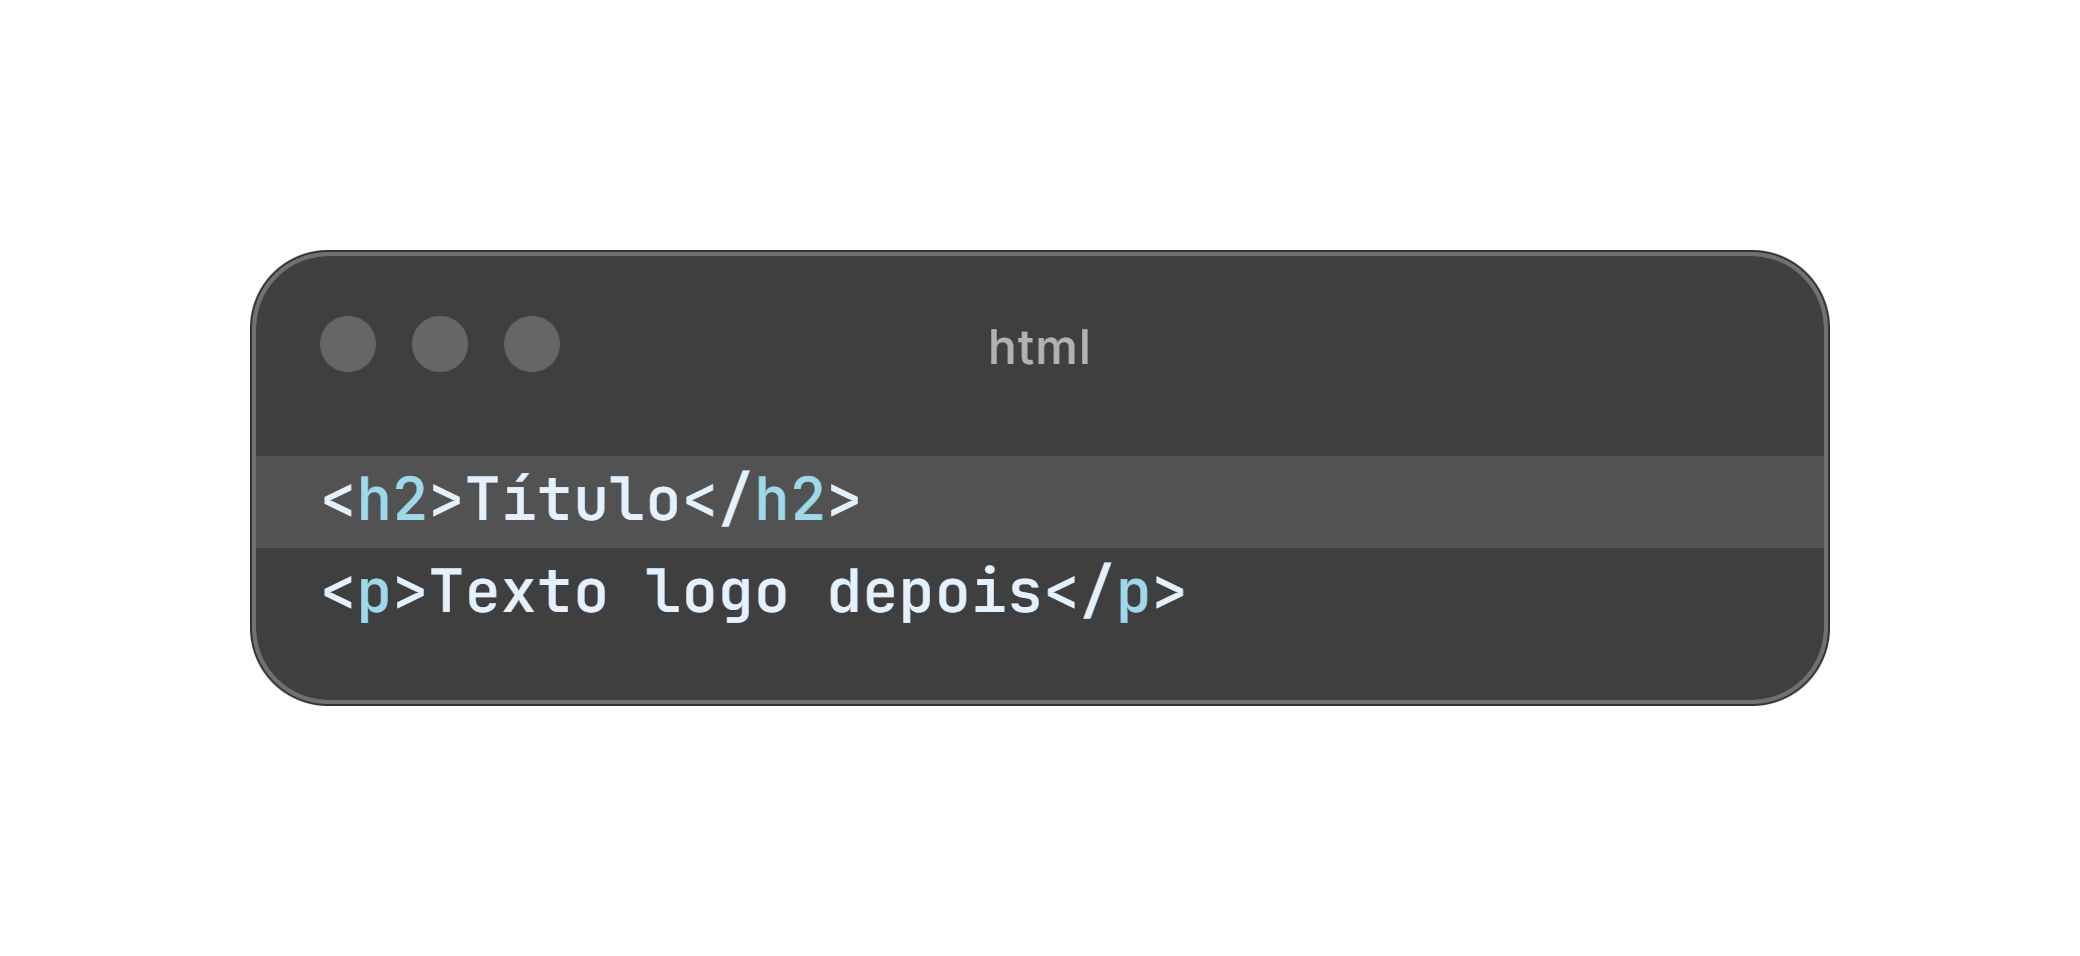 html
<h2>Título</h2>
<p>Texto logo depois</p>